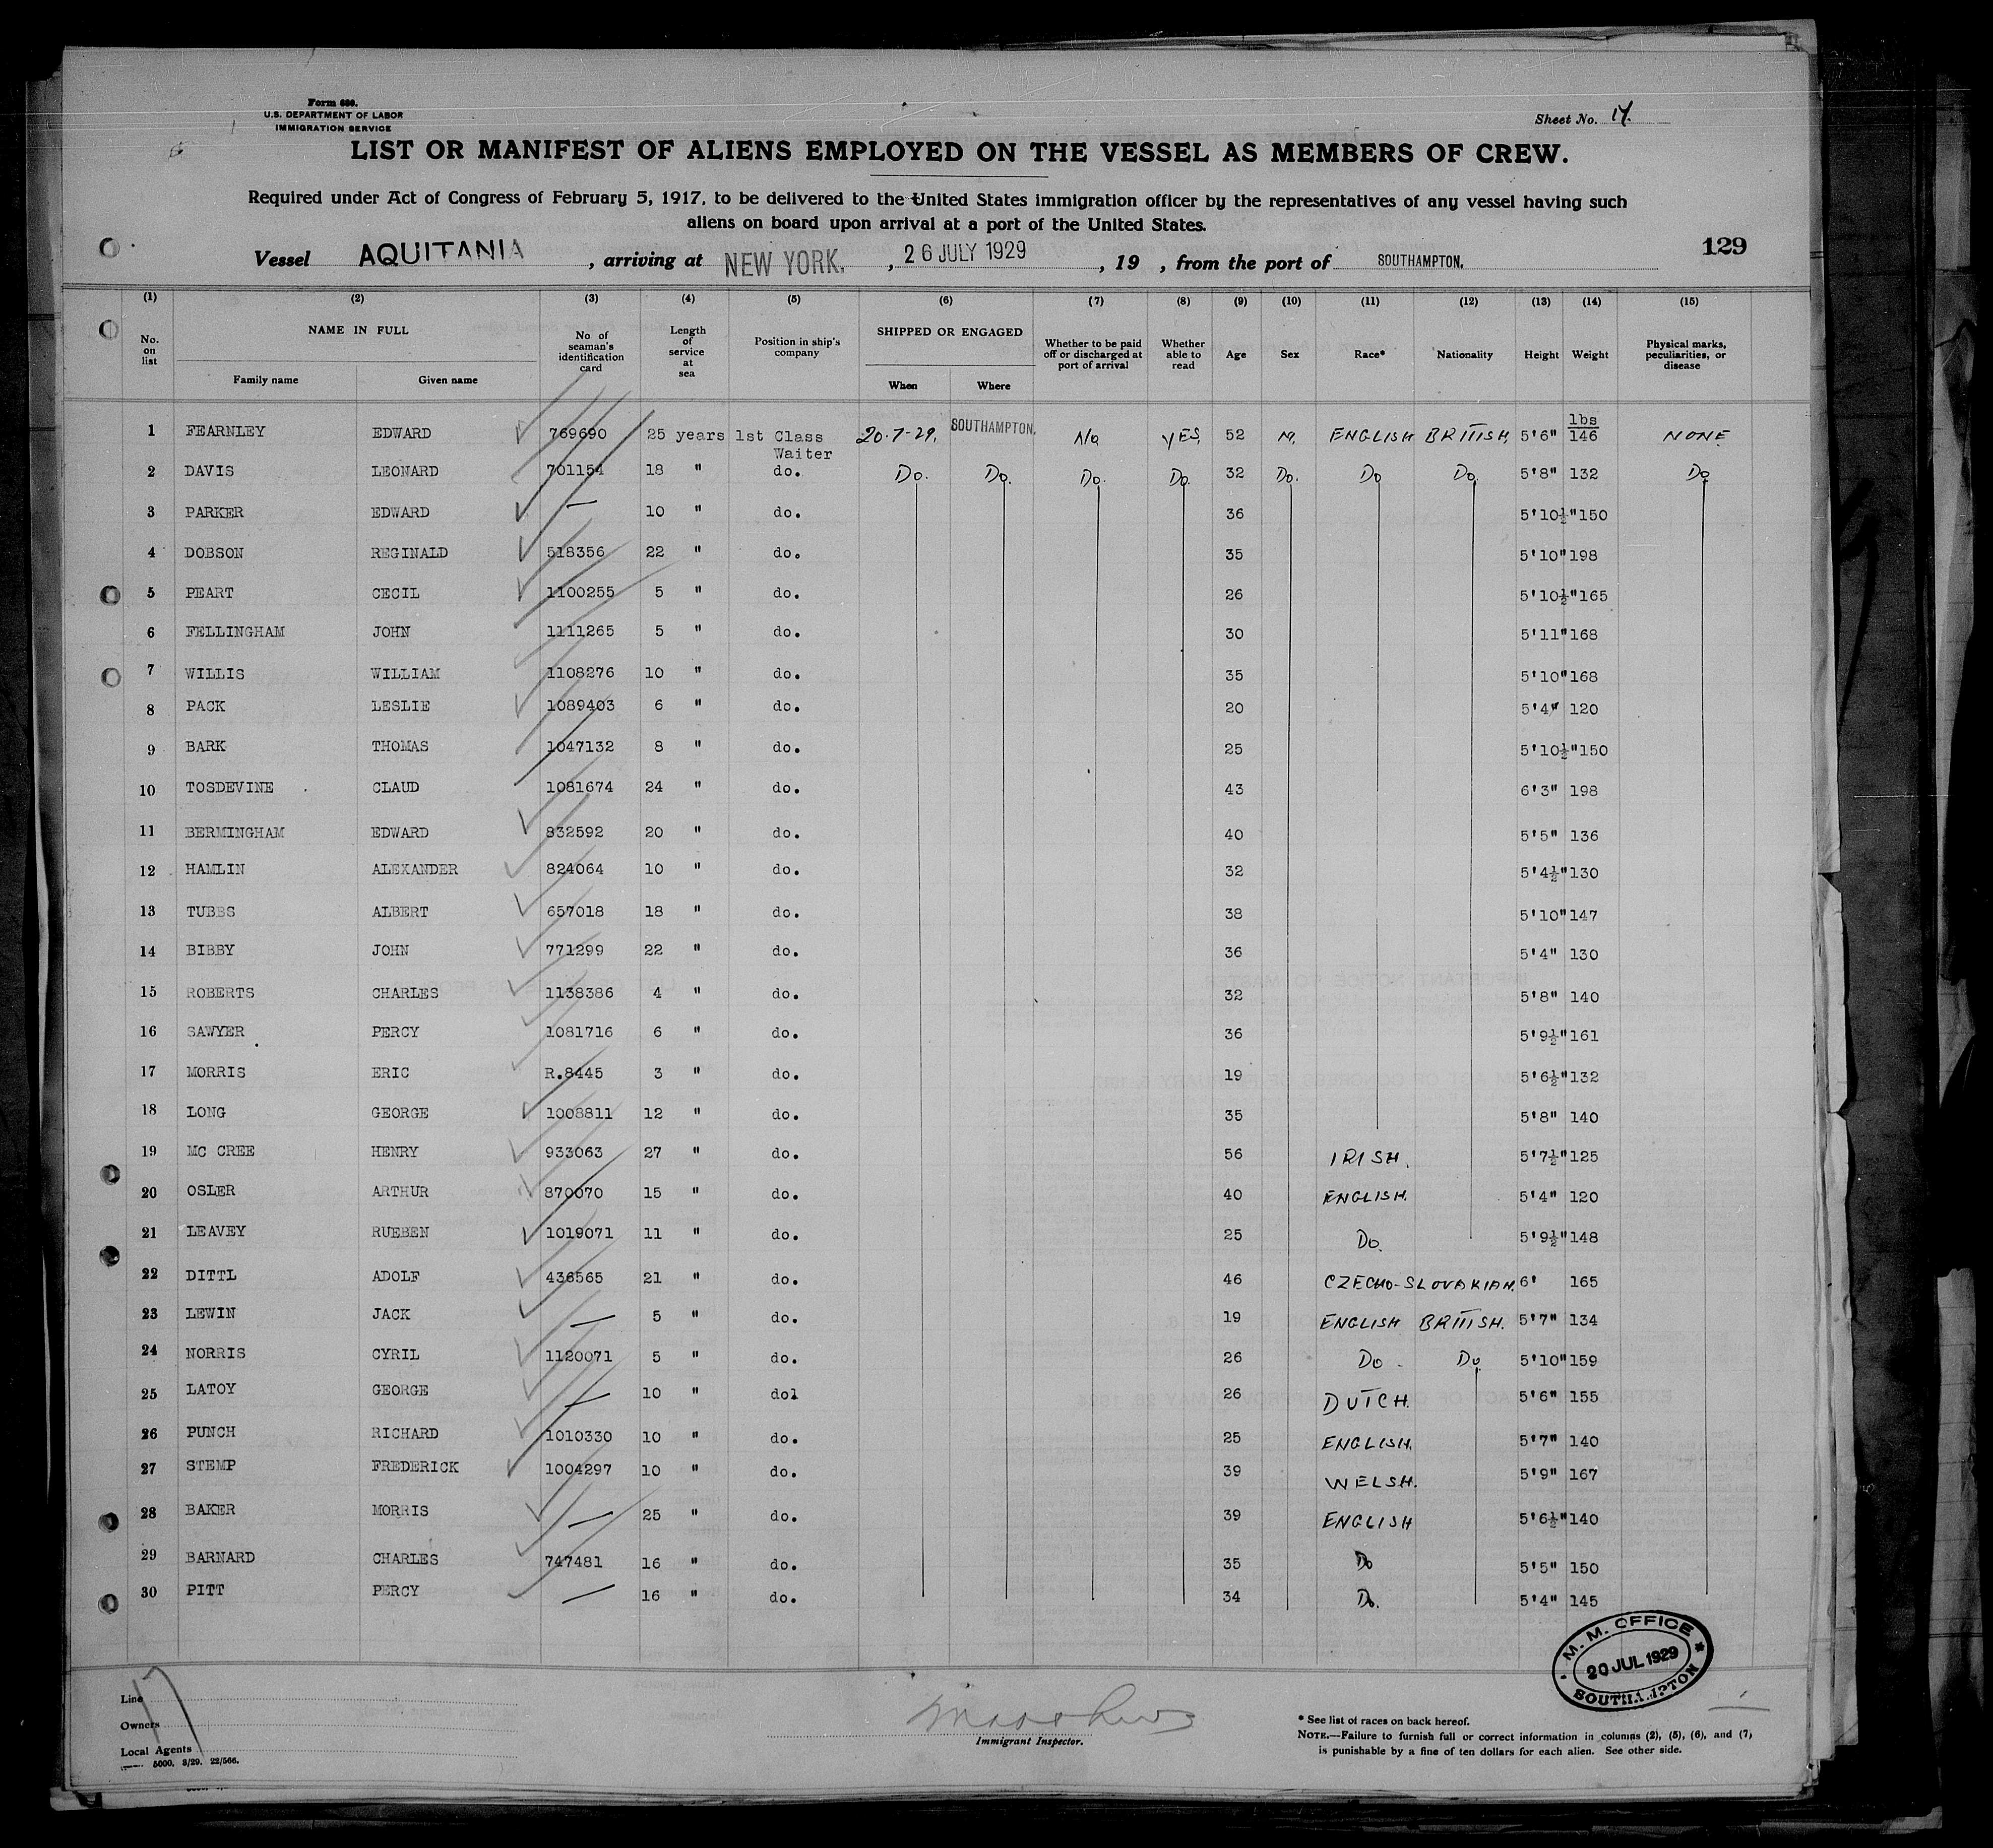 Form 680.
U.S. DEPARTMENT OF LABOR
IMMIGRATION SERVICE
Sheet No. 17.
LIST OR MANIFEST OF ALIENS EMPLOYED ON THE VESSEL AS MEMBERS OF CREW.
Required under Act of Congress of February 5, 1917, to be delivered to the United States immigration officer by the representatives of any vessel having such
aliens on board upon arrival at a port of the United States.
129
Vessel AQUITANIA, arriving at NEW YORK., 26 JULY 1929, 19 , from the port of SOUTHAMPTON.
(1) (2) (3) (4) (5) (6) (7) (8) (9) (10) (11) (12) (13) (14) (15)
No. on list NAME IN FULL Family name Given name No of seaman's identification card Length of service at sea Position in ship's company SHIPPED OR ENGAGED When Where Whether to be paid off or discharged at port of arrival Whether able to read Age Sex Race* Nationality Height Weight Physical marks, peculiarities, or disease
1 FEARNLEY EDWARD 769690 25 years 1st Class Waiter 20-7-29, SOUTHAMPTON. No YES 52 M. ENGLISH BRITISH. 5'6" lbs 146 NONE
2 DAVIS LEONARD 701154 18 " do. Do. Do. Do. Do. 32 Do. Do Do. 5'8" 132 Do
3 PARKER EDWARD — 10 " do. 36 5'10½" 150
4 DOBSON REGINALD 518356 22 " do. 35 5'10" 198
5 PEART CECIL 1100255 5 " do. 26 5'10½" 165
6 FELLINGHAM JOHN 1111265 5 " do. 30 5'11" 168
7 WILLIS WILLIAM 1108276 10 " do. 35 5'10" 168
8 PACK LESLIE 1089403 6 " do. 20 5'4" 120
9 BARK THOMAS 1047132 8 " do. 25 5'10½" 150
10 TOSDEVINE CLAUD 1081674 24 " do. 43 6'3" 198
11 BERMINGHAM EDWARD 832592 20 " do. 40 5'5" 136
12 HAMLIN ALEXANDER 824064 10 " do. 32 5'4½" 130
13 TUBBS ALBERT 657018 18 " do. 38 5'10" 147
14 BIBBY JOHN 771299 22 " do. 36 5'4" 130
15 ROBERTS CHARLES 1138386 4 " do. 32 5'8" 140
16 SAWYER PERCY 1081716 6 " do. 36 5'9½" 161
17 MORRIS ERIC R.8445 3 " do. 19 5'6½" 132
18 LONG GEORGE 1008811 12 " do. 35 5'8" 140
19 MC CREE HENRY 933063 27 " do. 56 IRISH. 5'7½" 125
20 OSLER ARTHUR 870070 15 " do. 40 ENGLISH. 5'4" 120
21 LEAVEY RUEBEN 1019071 11 " do. 25 Do. 5'9½" 148
22 DITTL ADOLF 436565 21 " do. 46 CZECHO-SLOVAKIAN. 6' 165
23 LEWIN JACK — 5 " do. 19 ENGLISH BRITISH. 5'7" 134
24 NORRIS CYRIL 1120071 5 " do. 26 Do - Do 5'10" 159
25 LATOY GEORGE — 10 " dol 26 DUTCH. 5'6" 155
26 PUNCH RICHARD 1010330 10 " do. 25 ENGLISH. 5'7" 140
27 STEMP FREDERICK 1004297 10 " do. 39 WELSH. 5'9" 167
28 BAKER MORRIS — 25 " do. 39 ENGLISH 5'6½" 140
29 BARNARD CHARLES 747481 16 " do. 35 Do 5'5" 150
30 PITT PERCY — 16 " do. 34 Do. 5'4" 145
M. M. OFFICE
20 JUL 1929
SOUTHAMPTON
Line
Owners
Local Agents
5000. 3/29. 22/566.
Immigrant Inspector.
* See list of races on back hereof.
NOTE.—Failure to furnish full or correct information in columns (2), (5), (6), and (7)
is punishable by a fine of ten dollars for each alien. See other side.